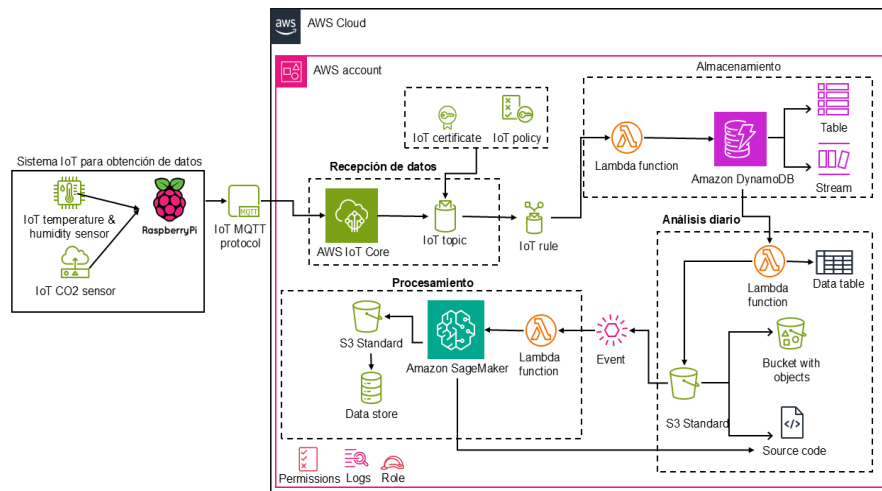 aws
AWS Cloud
AWS account
Almacenamiento
IoT certificate
IoT policy
Lambda function
Amazon DynamoDB
Table
Stream
Sistema IoT para obtención de datos
IoT temperature &
humidity sensor
IoT CO2 sensor
RaspberryPi
MQTT
IoT MQTT
protocol
Recepción de datos
AWS IoT Core
IoT topic
IoT rule
Análisis diario
Lambda
function
Data table
Bucket with
objects
S3 Standard
Source code
Event
Procesamiento
S3 Standard
Data store
Amazon SageMaker
Lambda
function
Permissions
Logs
Role